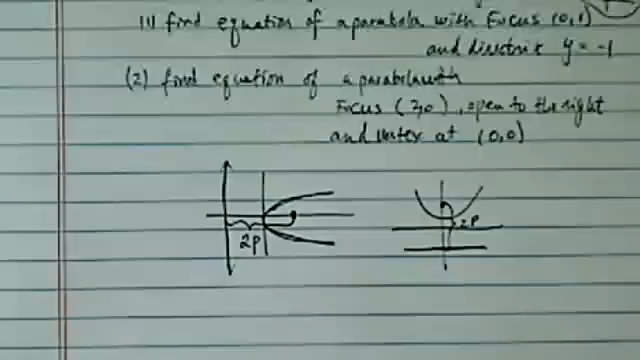 (1) find equation of a parabola with Focus (0,1)
and directrix y = -1
(2) find equation of a parabola with
Focus (2,0), open to the right
and vertex at (0,0)
2P
2P